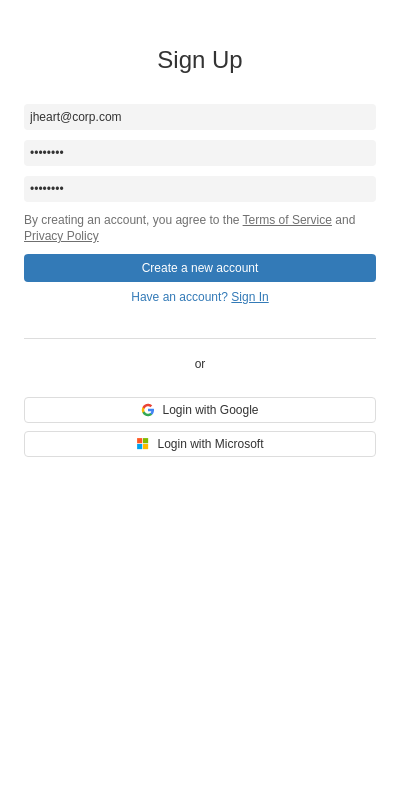 Sign Up
jheart@corp.com
••••••••
••••••••
By creating an account, you agree to the Terms of Service and
Privacy Policy
Create a new account
Have an account? Sign In
or
Login with Google
Login with Microsoft